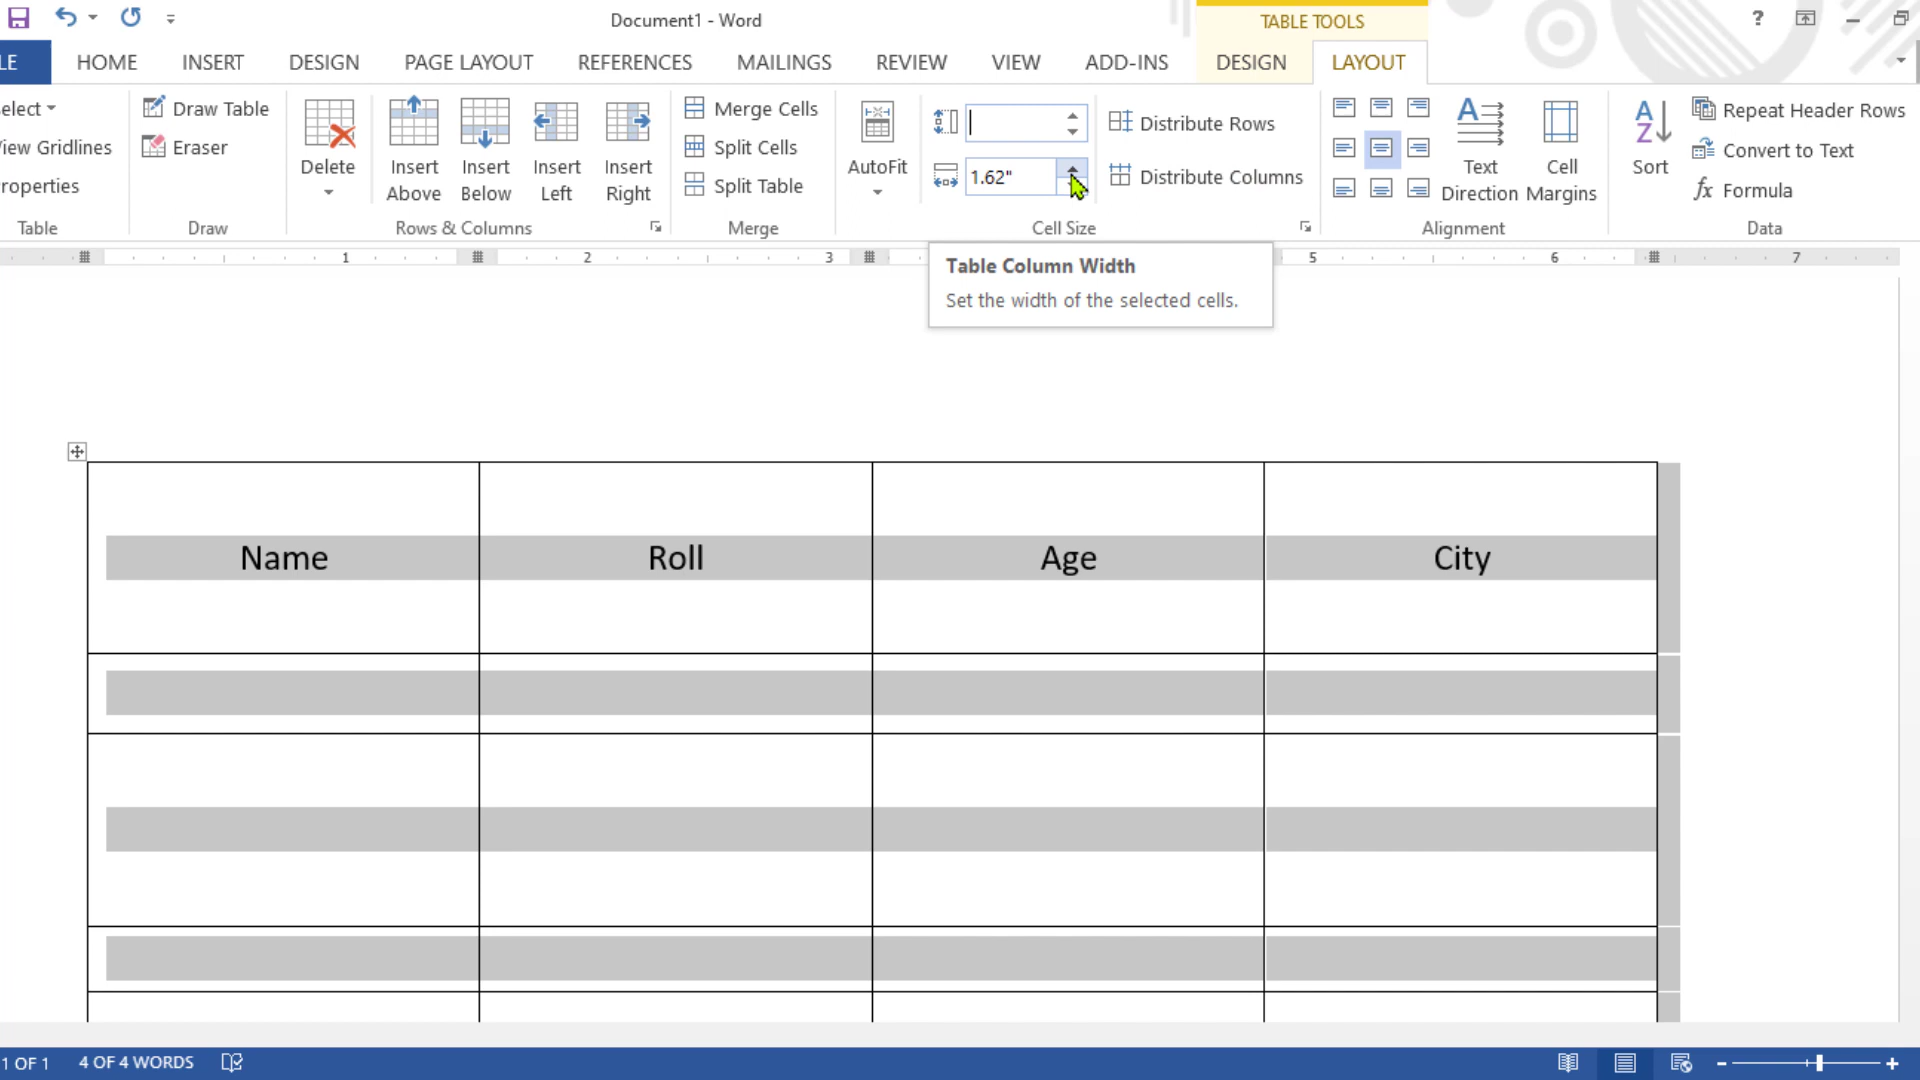 Document1 - Word
TABLE TOOLS
?
LE
HOME
INSERT
DESIGN
PAGE LAYOUT
REFERENCES
MAILINGS
REVIEW
VIEW
ADD-INS
DESIGN
LAYOUT
elect
iew Gridlines
roperties
Table
Draw Table
Eraser
Draw
Delete
Insert
Above
Insert
Below
Insert
Left
Insert
Right
Rows & Columns
Merge Cells
Split Cells
Split Table
Merge
AutoFit
1.62"
Distribute Rows
Distribute Columns
Cell Size
Text
Direction
Cell
Margins
Alignment
A
Z
Sort
Repeat Header Rows
Convert to Text
fx Formula
Data
1 2 3 5 6 7
Table Column Width
Set the width of the selected cells.
Name Roll Age City
1 OF 1
4 OF 4 WORDS